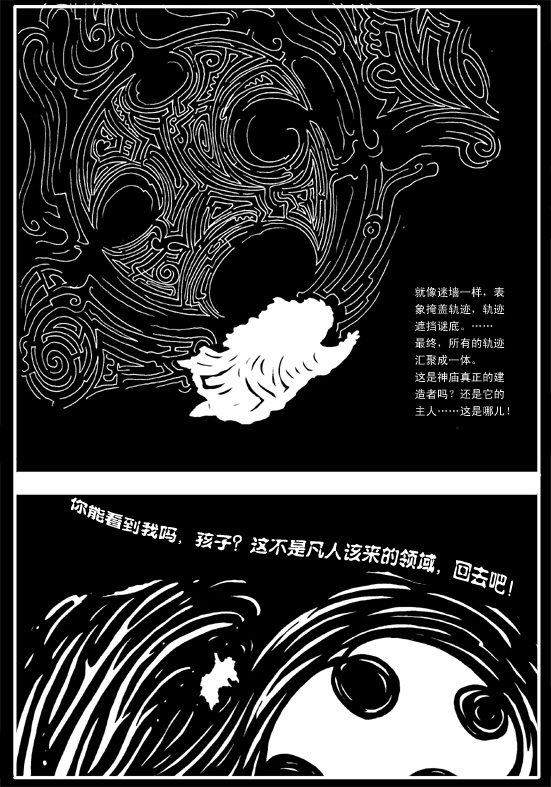 就像迷墙一样，表
象掩盖轨迹，轨迹
遮挡谜底。……
最终，所有的轨迹
汇聚成一体。
这是神庙真正的建
造者吗？还是它的
主人……这是哪儿！
你能看到我吗，孩子？这不是凡人该来的领域，回去吧！